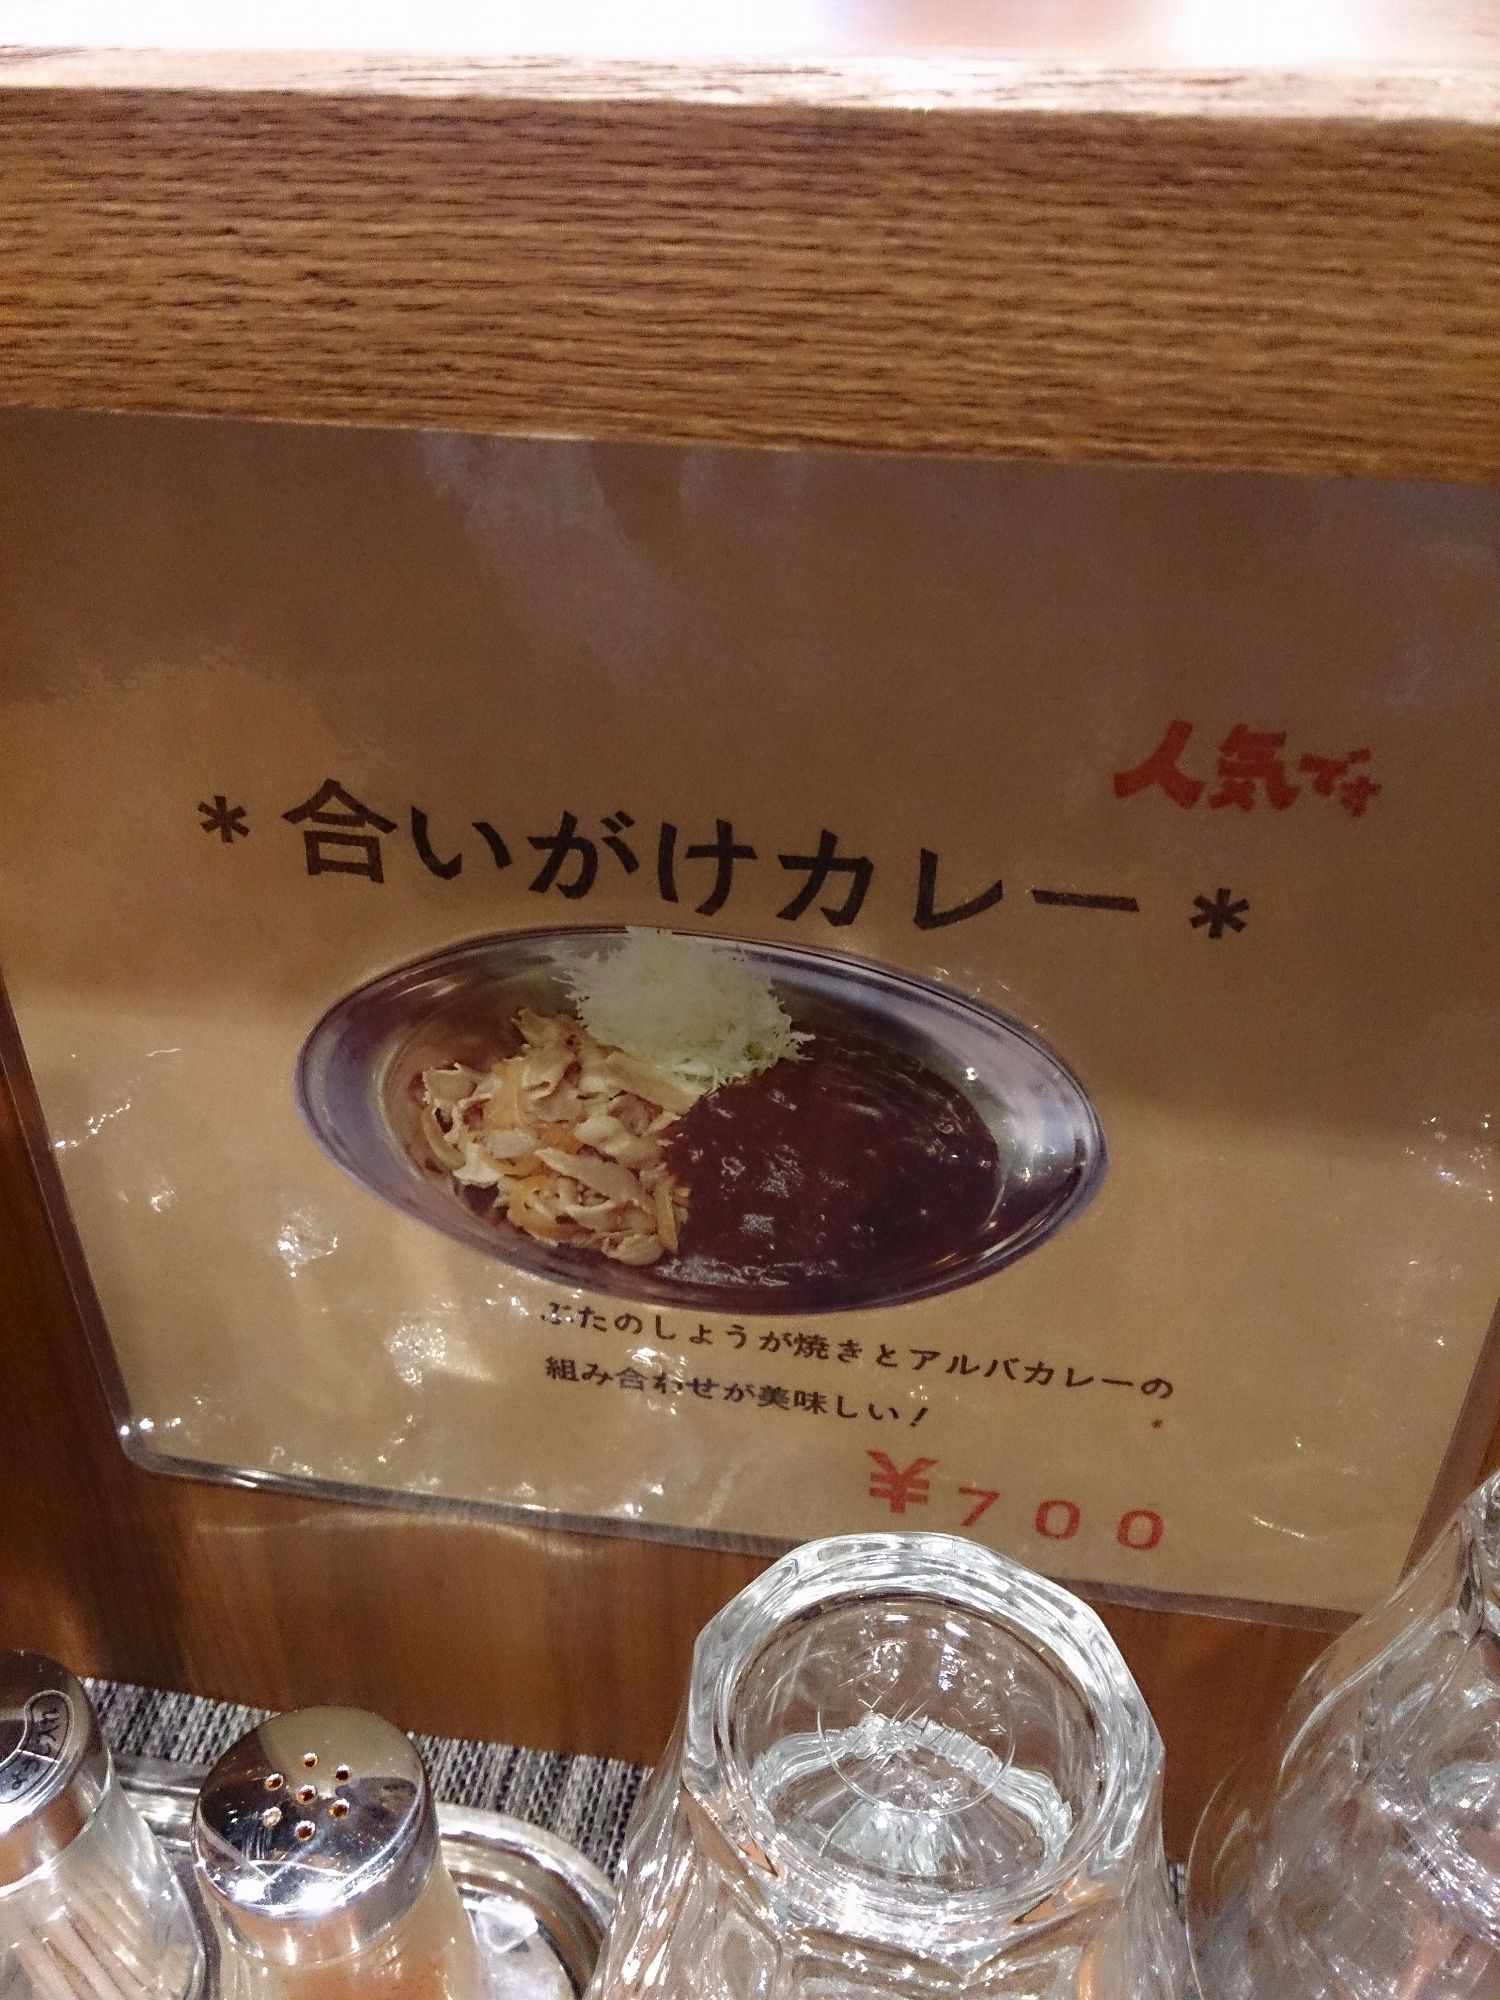 人気です
*合いがけカレー*
ぶたのしょうが焼きとアルバカレーの
組み合わせが美味しい！
¥700